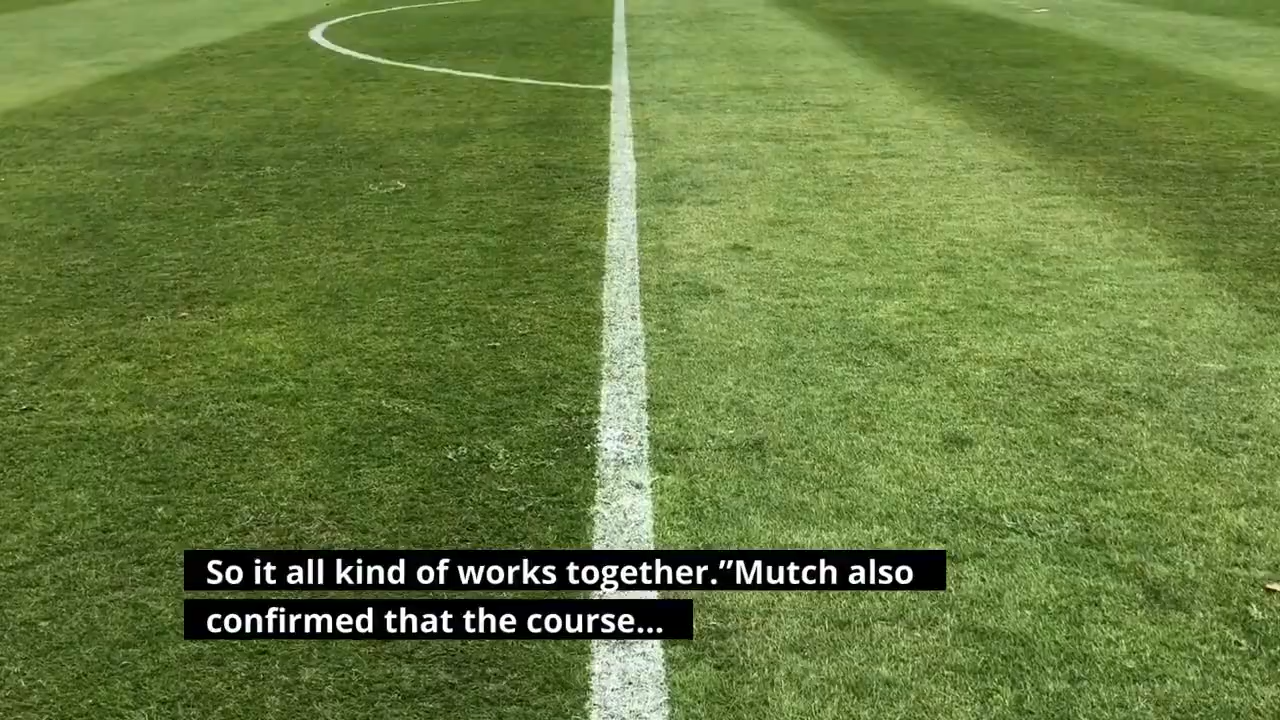 So it all kind of works together.”Mutch also
confirmed that the course...